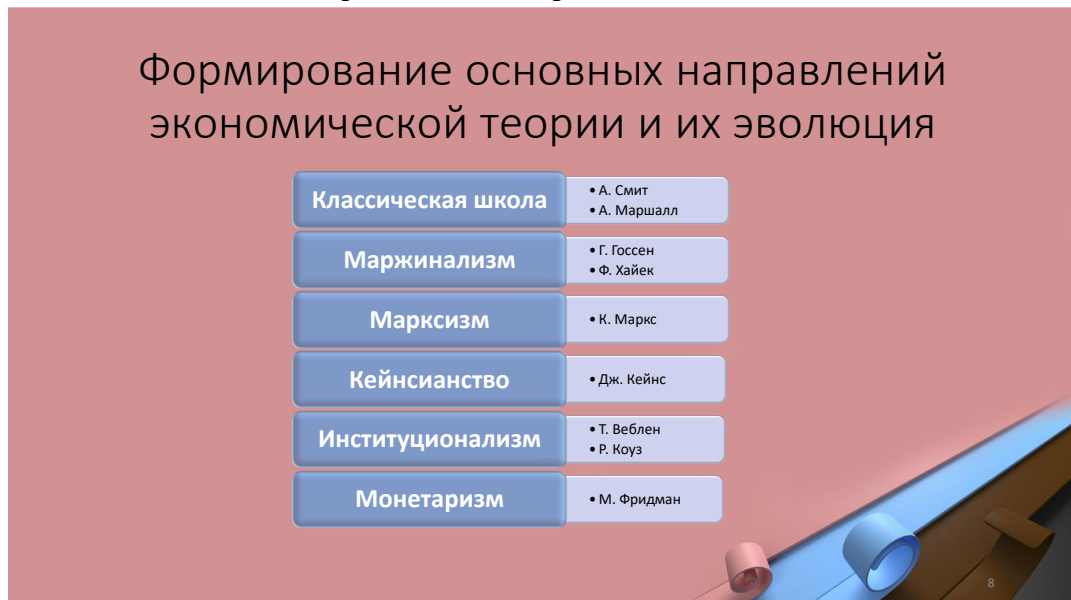 Формирование основных направлений
экономической теории и их эволюция
Классическая школа
• А. Смит
• А. Маршалл
Маржинализм
• Г. Госсен
• Ф. Хайек
Марксизм
• К. Маркс
Кейнсианство
• Дж. Кейнс
Институционализм
• Т. Веблен
• Р. Коуз
Монетаризм
• М. Фридман
8